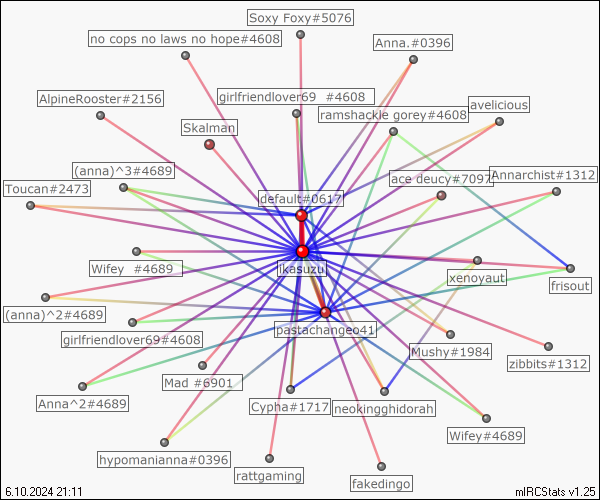 Soxy Foxy#5076
no cops no laws no hope#4608
Anna.#0396
AlpineRooster#2156
girlfriendlover69 #4608
avelicious
ramshackle gorey#4608
Skalman
(anna)^3#4689
ace deucy#7097
Annarchist#1312
Toucan#2473
default#0617
Wifey #4689
ikasuzu
xenoyaut
frisout
(anna)^2#4689
pastachangeo41
girlfriendlover69#4608
Mushy#1984
zibbits#1312
Mad #6901
Anna^2#4689
Cypha#1717
neokingghidorah
Wifey#4689
hypomanianna#0396
rattgaming
fakedingo
6.10.2024 21:11
mIRCStats v1.25